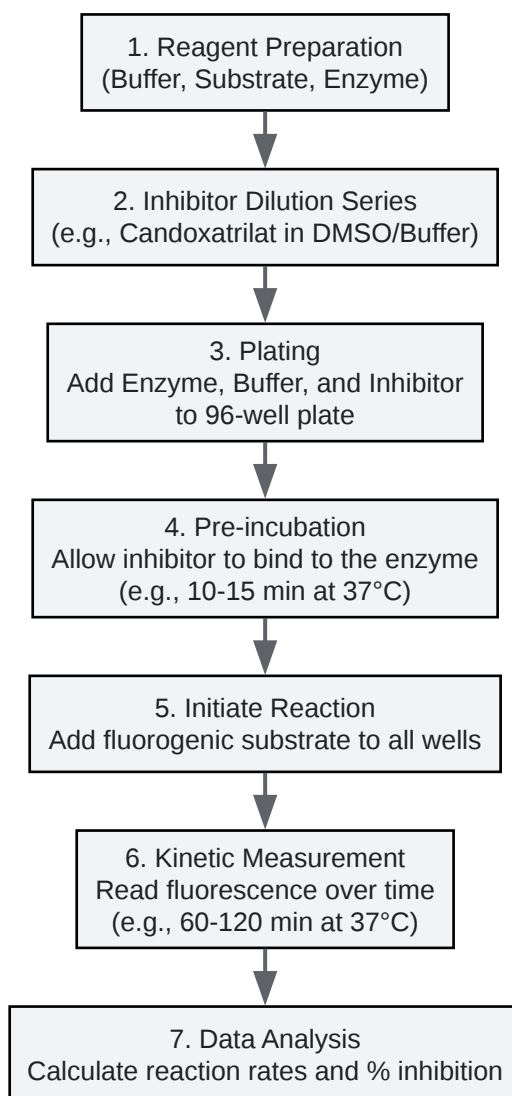 1. Reagent Preparation
(Buffer, Substrate, Enzyme)
2. Inhibitor Dilution Series
(e.g., Candoxatrilat in DMSO/Buffer)
3. Plating
Add Enzyme, Buffer, and Inhibitor
to 96-well plate
4. Pre-incubation
Allow inhibitor to bind to the enzyme
(e.g., 10-15 min at 37°C)
5. Initiate Reaction
Add fluorogenic substrate to all wells
6. Kinetic Measurement
Read fluorescence over time
(e.g., 60-120 min at 37°C)
7. Data Analysis
Calculate reaction rates and % inhibition